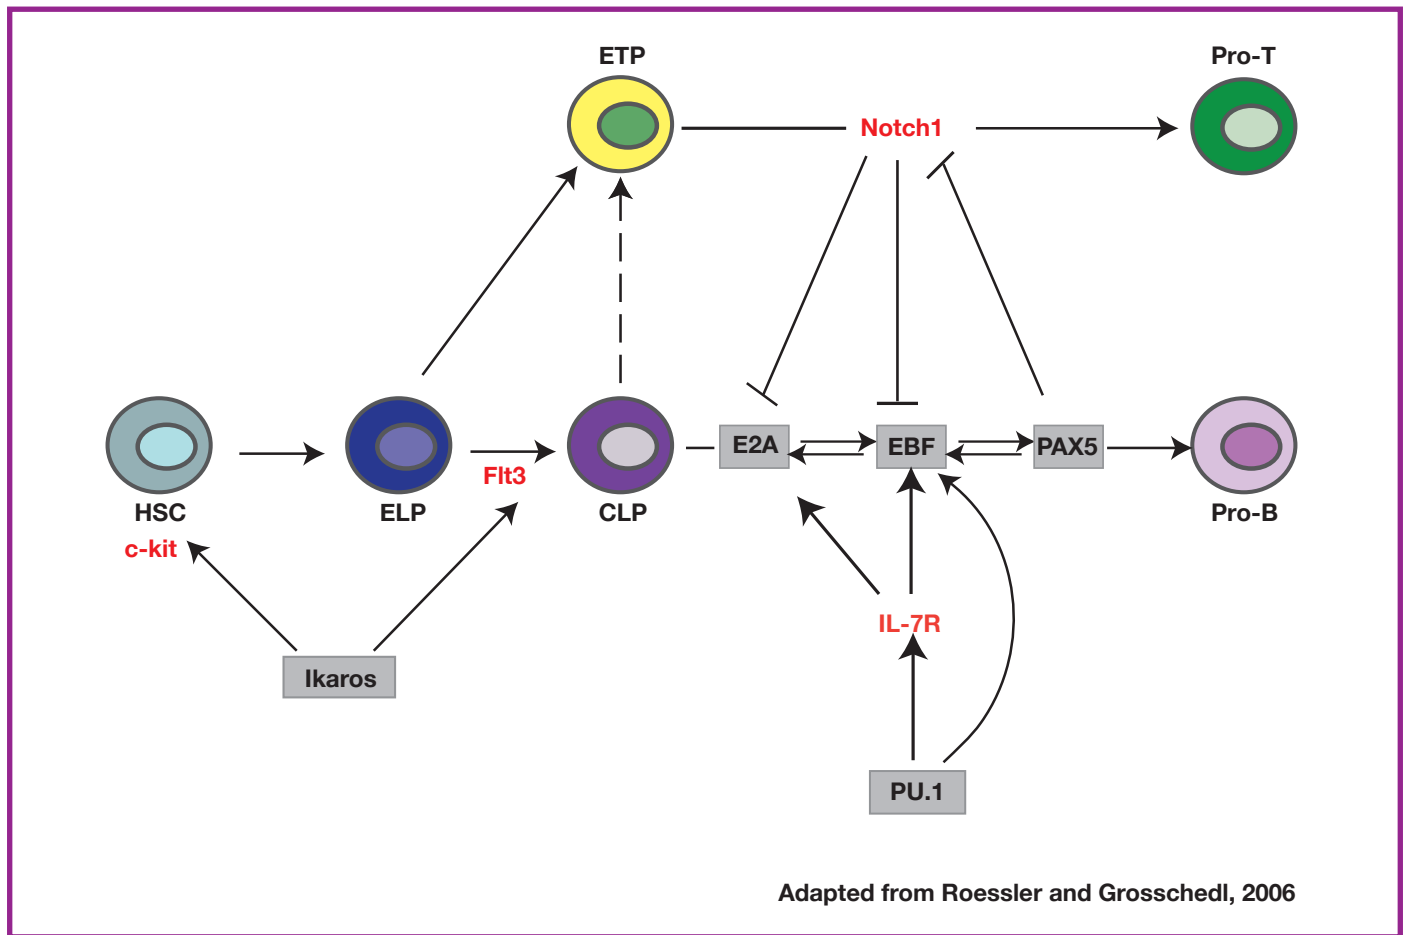 ETP
Pro-T
Notch1
E2A
EBF
PAX5
Flt3
HSC
ELP
CLP
Pro-B
c-kit
IL-7R
Ikaros
PU.1
Adapted from Roessler and Grosschedl, 2006